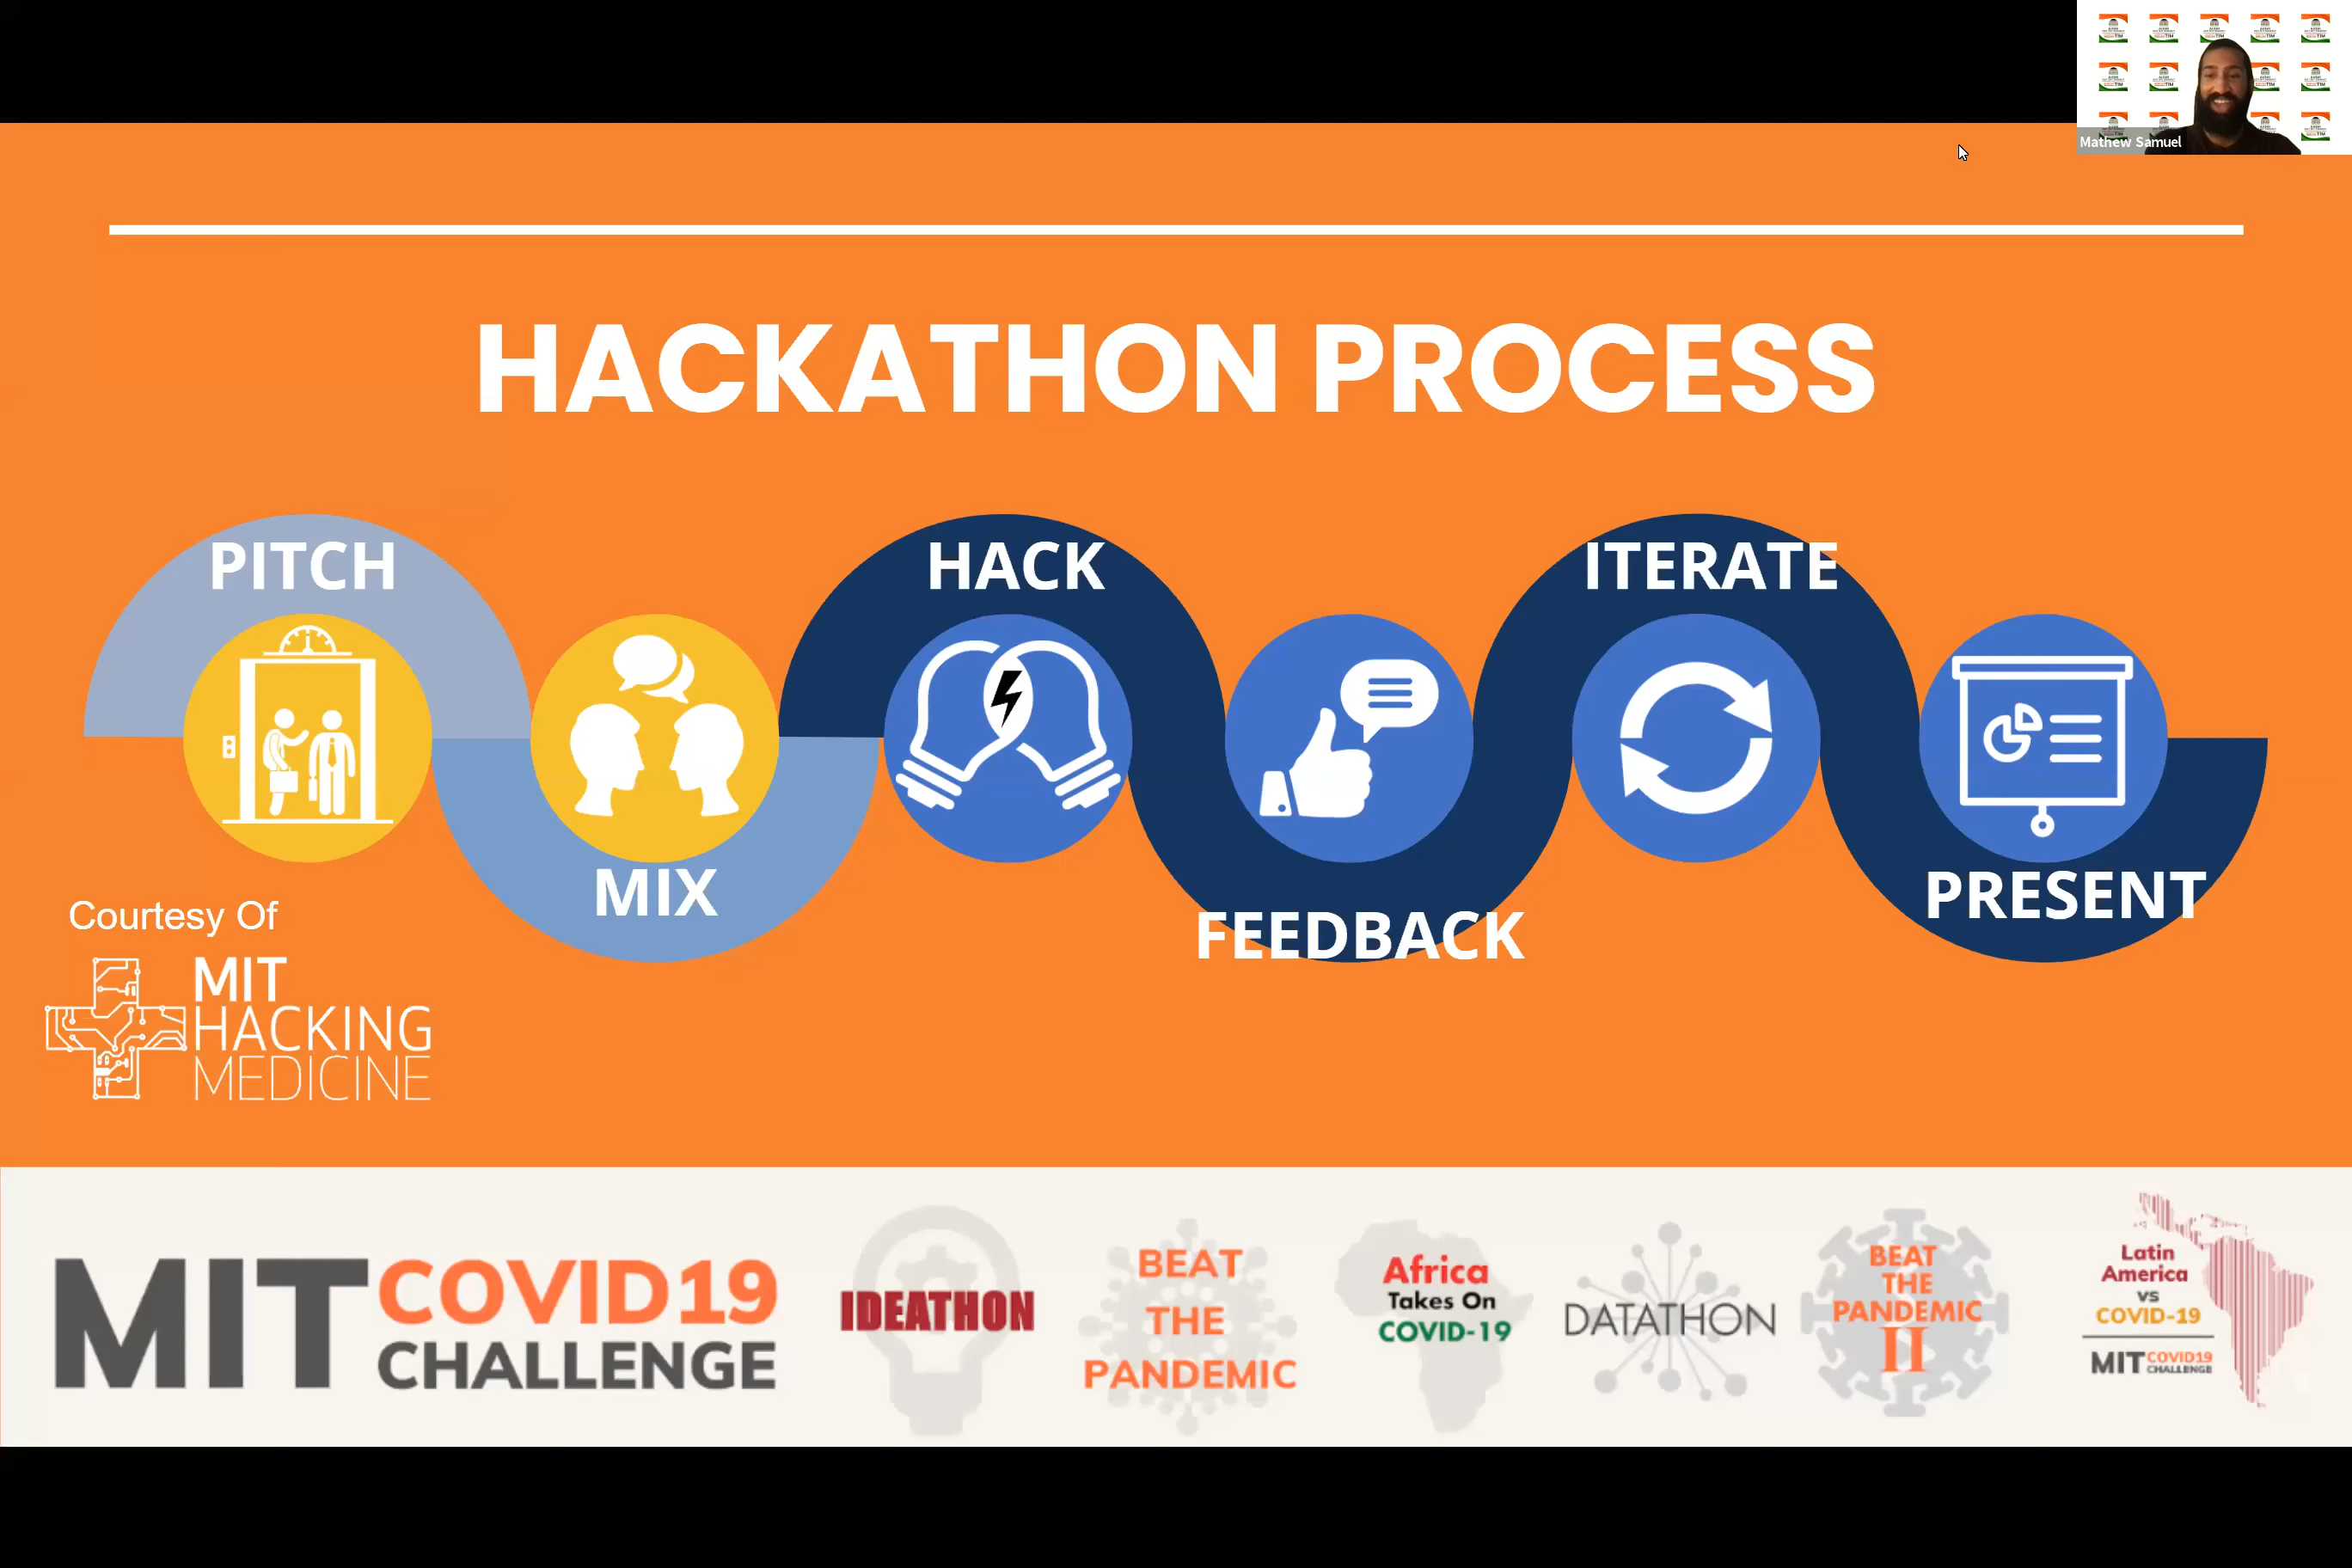 Mathew Samuel
HACKATHON PROCESS
PITCH
MIX
HACK
FEEDBACK
ITERATE
PRESENT
Courtesy Of
MIT
HACKING
MEDICINE
MIT COVID19
CHALLENGE
IDEATHON
BEAT
THE
PANDEMIC
Africa
Takes On
COVID-19
DATATHON
BEAT
THE
PANDEMIC
II
Latin
America
vs
COVID-19
MIT COVID19
CHALLENGE